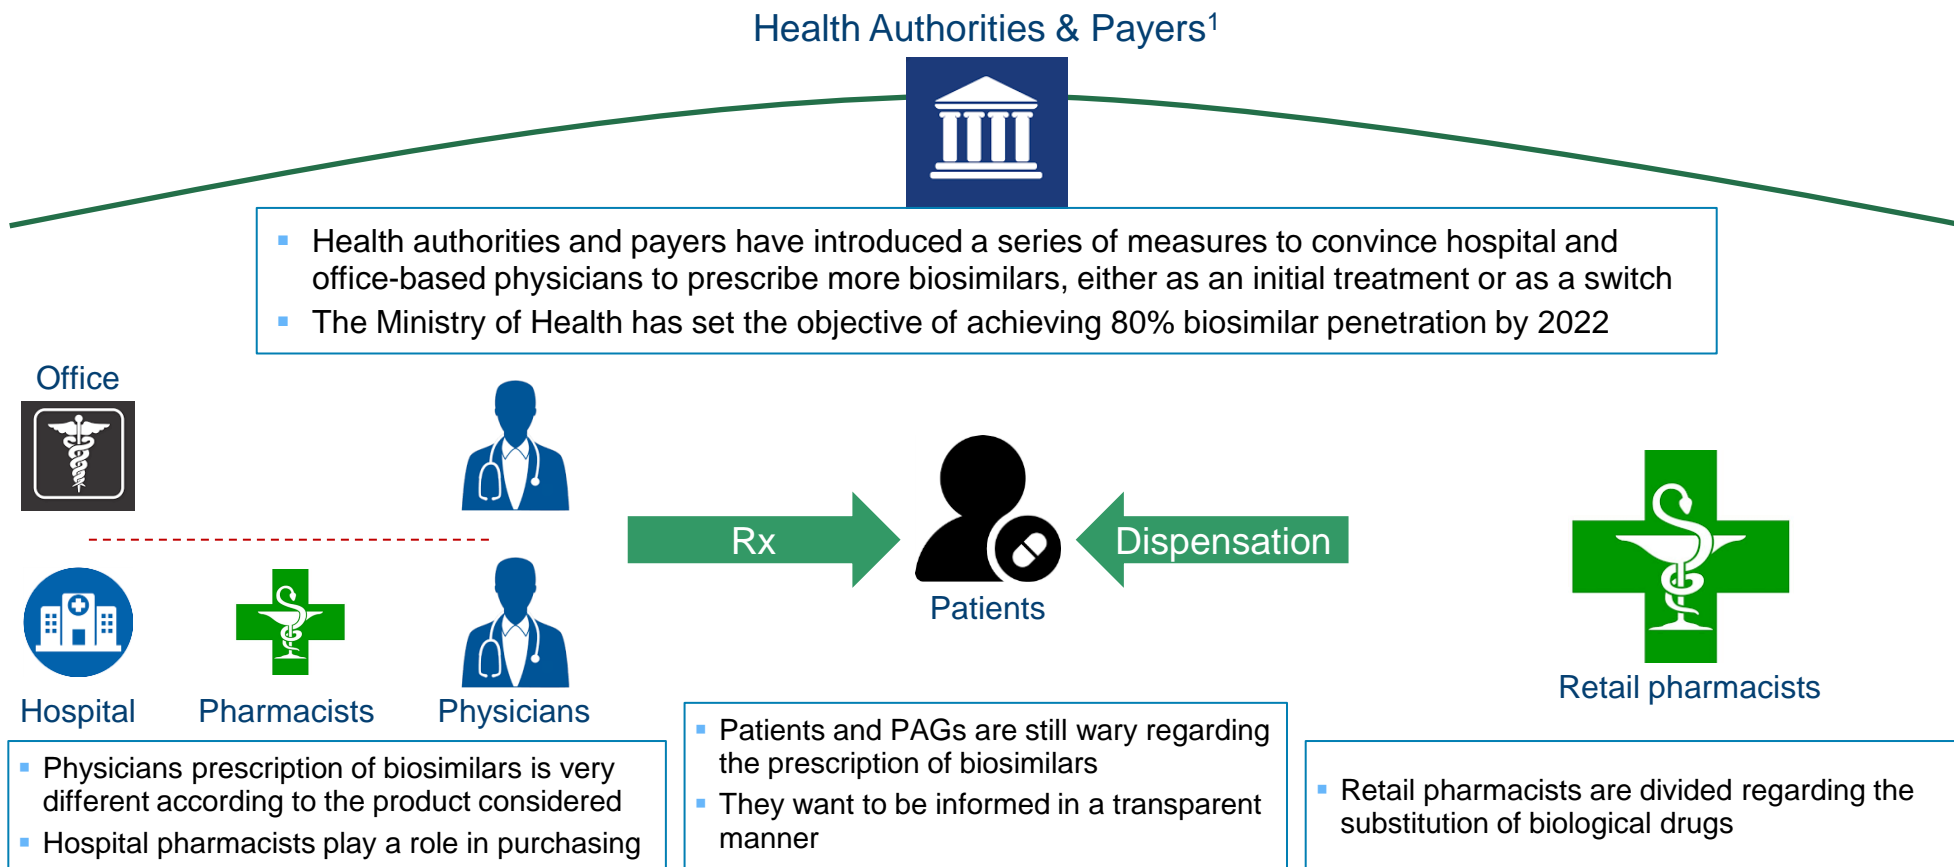 Health Authorities & Payers¹
▪ Health authorities and payers have introduced a series of measures to convince hospital and
office-based physicians to prescribe more biosimilars, either as an initial treatment or as a switch
▪ The Ministry of Health has set the objective of achieving 80% biosimilar penetration by 2022
Office
Rx
Dispensation
Patients
Hospital
Pharmacists
Physicians
Retail pharmacists
▪ Physicians prescription of biosimilars is very
different according to the product considered
▪ Hospital pharmacists play a role in purchasing
▪ Patients and PAGs are still wary regarding
the prescription of biosimilars
▪ They want to be informed in a transparent
manner
▪ Retail pharmacists are divided regarding the
substitution of biological drugs